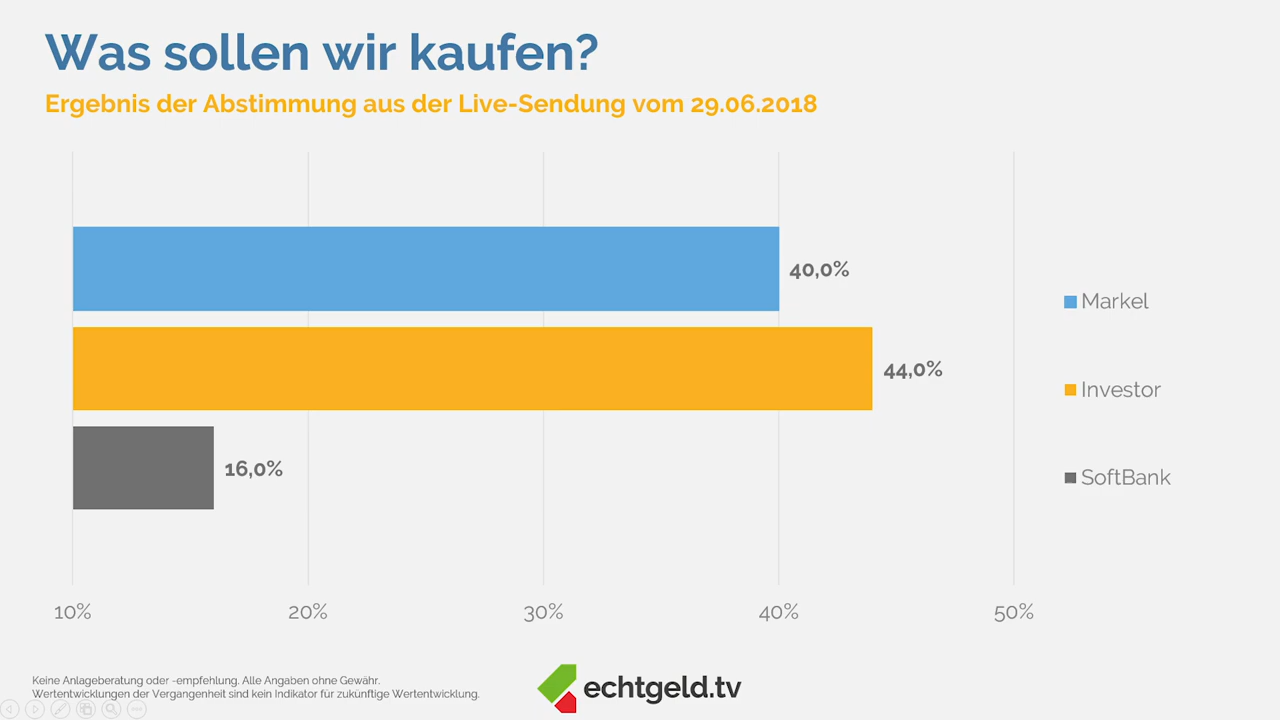 Was sollen wir kaufen?
Ergebnis der Abstimmung aus der Live-Sendung vom 29.06.2018
40,0%
44,0%
16,0%
Markel
Investor
SoftBank
10% 20% 30% 40% 50%
Keine Anlageberatung oder -empfehlung. Alle Angaben ohne Gewähr.
Wertentwicklungen der Vergangenheit sind kein Indikator für zukünftige Wertentwicklung.
echtgeld.tv